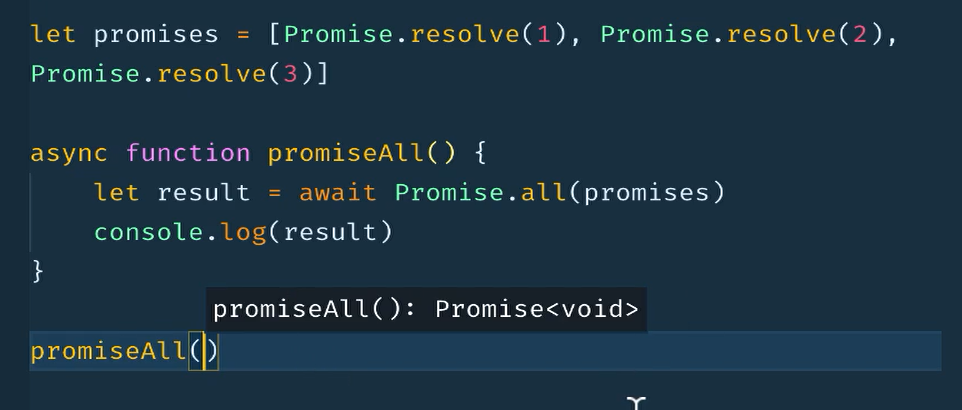 let promises = [Promise.resolve(1), Promise.resolve(2),
Promise.resolve(3)]
async function promiseAll() {
let result = await Promise.all(promises)
console.log(result)
}
promiseAll(): Promise<void>
promiseAll()